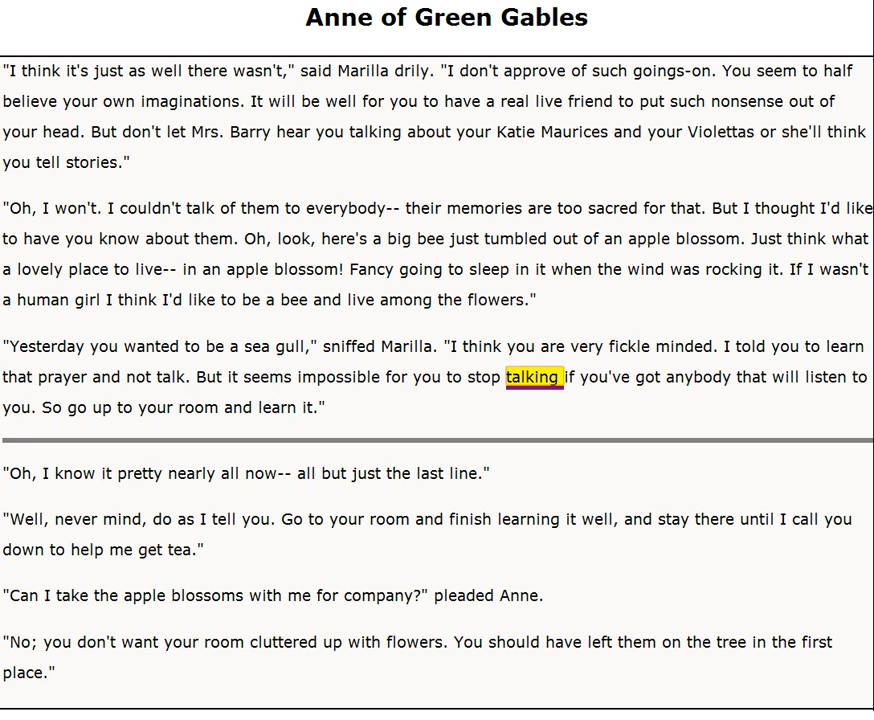 Anne of Green Gables
"I think it's just as well there wasn't," said Marilla drily. "I don't approve of such goings-on. You seem to half
believe your own imaginations. It will be well for you to have a real live friend to put such nonsense out of
your head. But don't let Mrs. Barry hear you talking about your Katie Maurices and your Violettas or she'll think
you tell stories."
"Oh, I won't. I couldn't talk of them to everybody-- their memories are too sacred for that. But I thought I'd like
to have you know about them. Oh, look, here's a big bee just tumbled out of an apple blossom. Just think what
a lovely place to live-- in an apple blossom! Fancy going to sleep in it when the wind was rocking it. If I wasn't
a human girl I think I'd like to be a bee and live among the flowers."
"Yesterday you wanted to be a sea gull," sniffed Marilla. "I think you are very fickle minded. I told you to learn
that prayer and not talk. But it seems impossible for you to stop talking if you've got anybody that will listen to
you. So go up to your room and learn it."
"Oh, I know it pretty nearly all now-- all but just the last line."
"Well, never mind, do as I tell you. Go to your room and finish learning it well, and stay there until I call you
down to help me get tea."
"Can I take the apple blossoms with me for company?" pleaded Anne.
"No; you don't want your room cluttered up with flowers. You should have left them on the tree in the first
place."